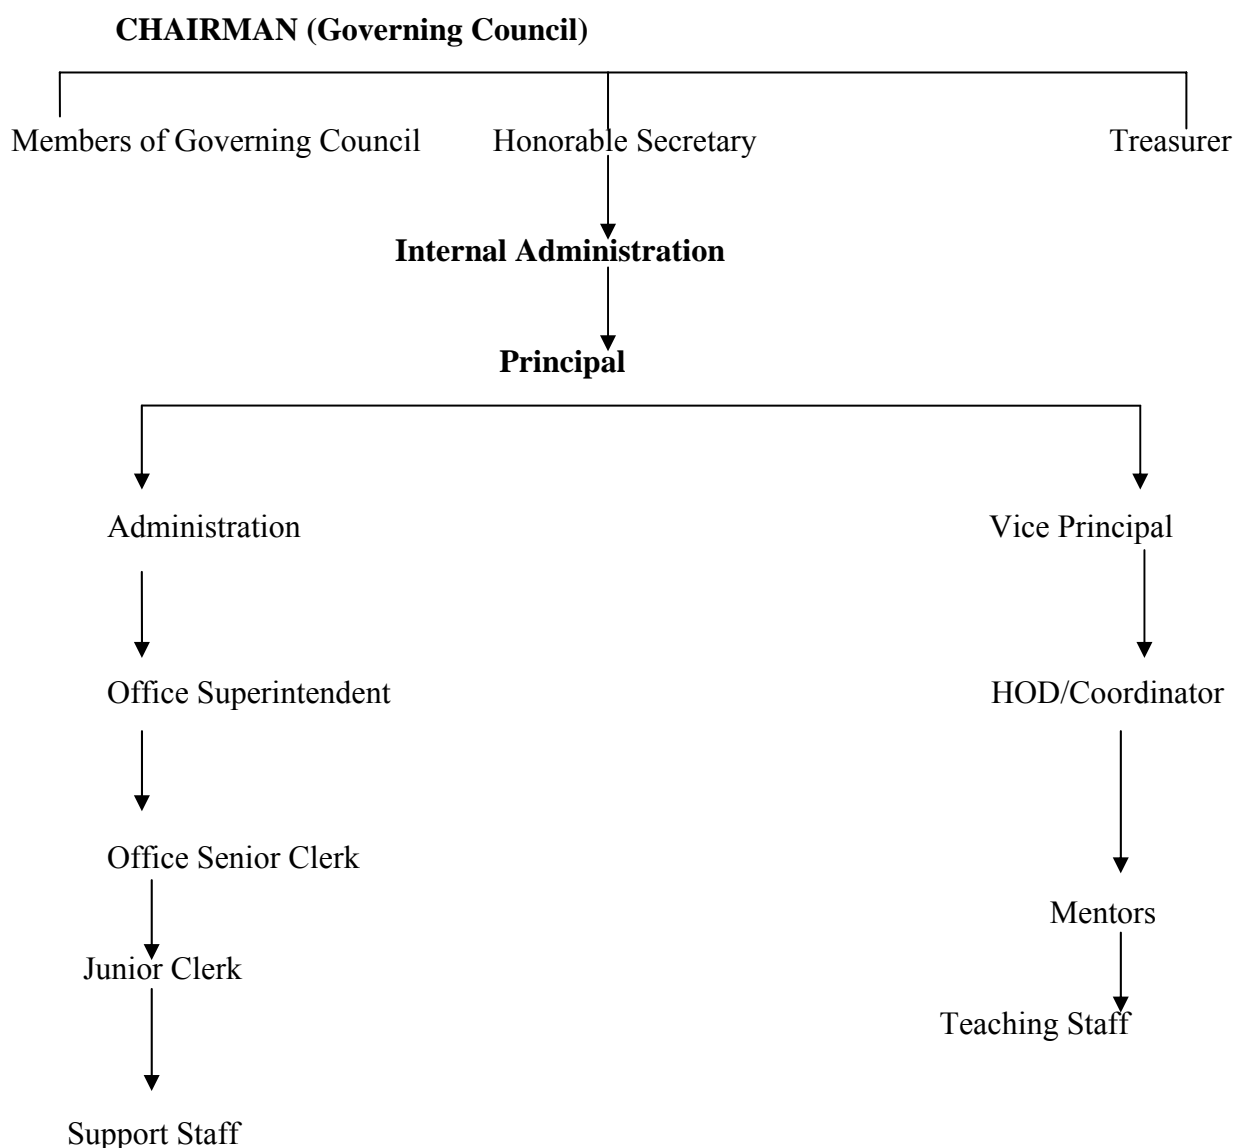 CHAIRMAN (Governing Council)
Members of Governing Council Honorable Secretary Treasurer
Internal Administration
Principal
Administration Vice Principal
Office Superintendent HOD/Coordinator
Office Senior Clerk
Mentors
Junior Clerk
Teaching Staff
Support Staff